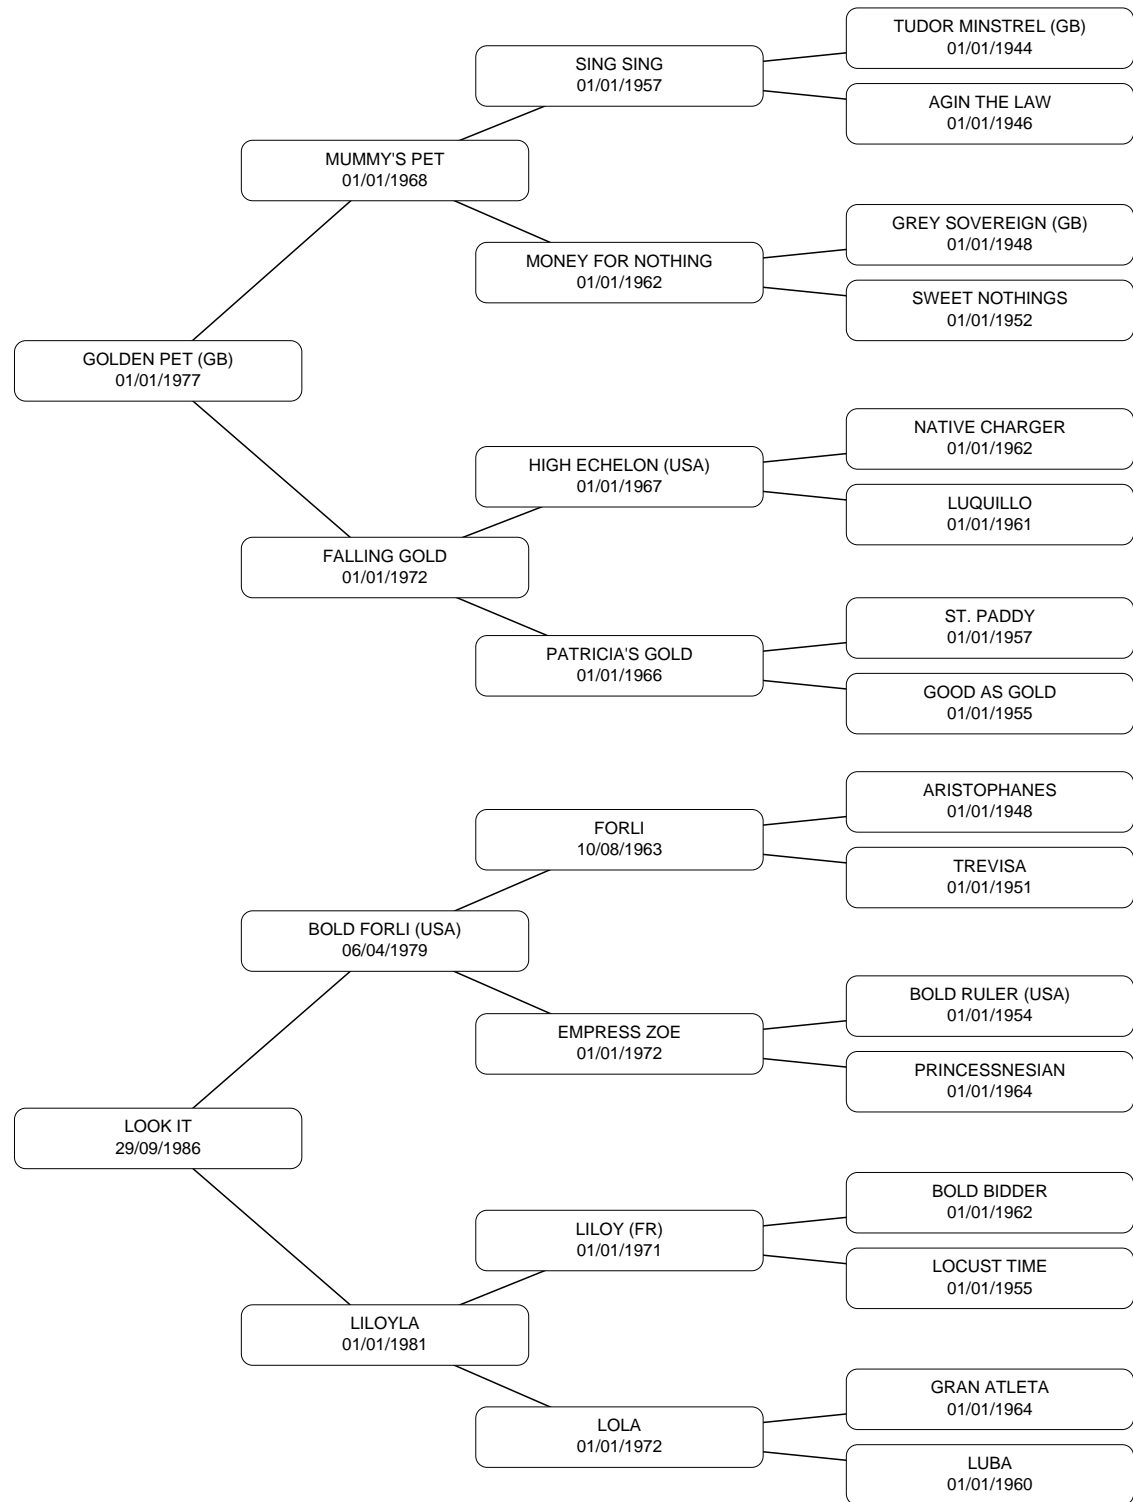 TUDOR MINSTREL (GB)
01/01/1944
SING SING
01/01/1957
AGIN THE LAW
01/01/1946
MUMMY'S PET
01/01/1968
GREY SOVEREIGN (GB)
01/01/1948
MONEY FOR NOTHING
01/01/1962
SWEET NOTHINGS
01/01/1952
GOLDEN PET (GB)
01/01/1977
NATIVE CHARGER
01/01/1962
HIGH ECHELON (USA)
01/01/1967
LUQUILLO
01/01/1961
FALLING GOLD
01/01/1972
ST. PADDY
01/01/1957
PATRICIA'S GOLD
01/01/1966
GOOD AS GOLD
01/01/1955
ARISTOPHANES
01/01/1948
FORLI
10/08/1963
TREVISA
01/01/1951
BOLD FORLI (USA)
06/04/1979
BOLD RULER (USA)
01/01/1954
EMPRESS ZOE
01/01/1972
PRINCESSNESIAN
01/01/1964
LOOK IT
29/09/1986
BOLD BIDDER
01/01/1962
LILOY (FR)
01/01/1971
LOCUST TIME
01/01/1955
LILOYLA
01/01/1981
GRAN ATLETA
01/01/1964
LOLA
01/01/1972
LUBA
01/01/1960